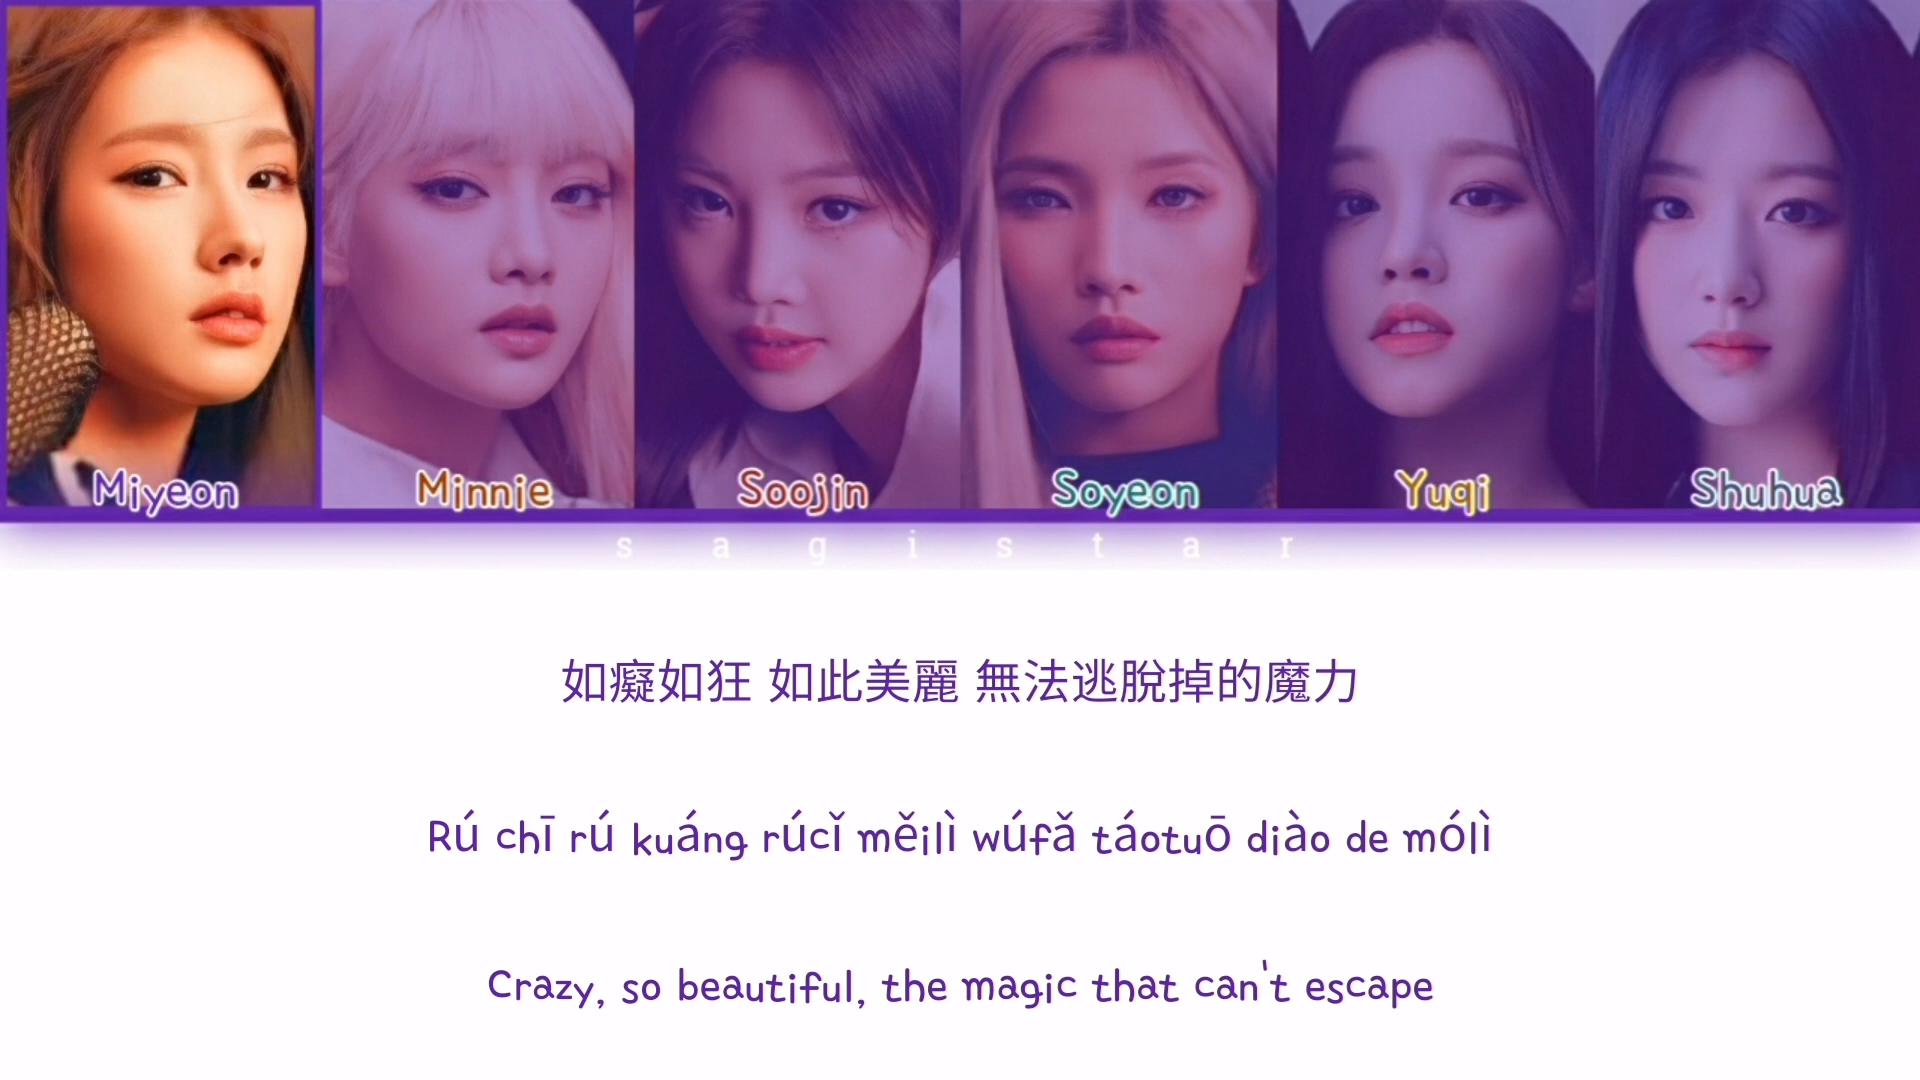 Miyeon Minnie Soojin Soyeon Yuqi Shuhua
sagistar
如癡如狂 如此美麗 無法逃脫掉的魔力
Rú chī rú kuáng rúcǐ měilì wúfǎ táotuō diào de mólì
Crazy, so beautiful, the magic that can't escape